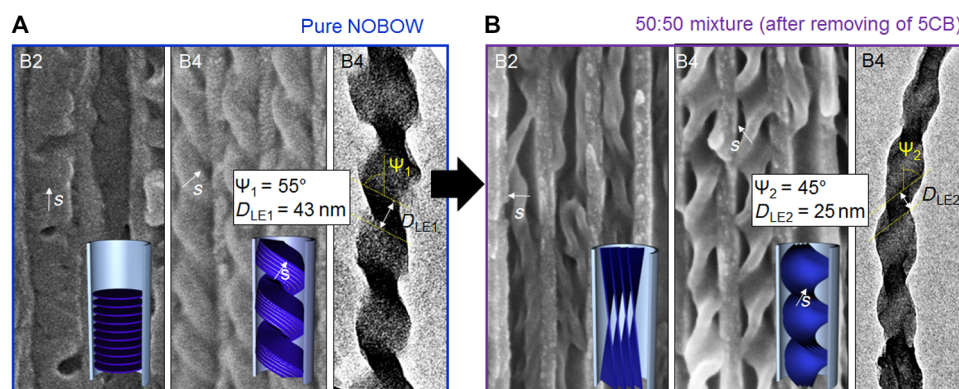 A
Pure NOBOW
B2
B4
B4
s
s
Ψ1
Ψ1 = 55°
DLE1 = 43 nm
DLE1
s
B
50:50 mixture (after removing of 5CB)
B2
B4
B4
s
s
Ψ2
Ψ2 = 45°
DLE2 = 25 nm
DLE2
s